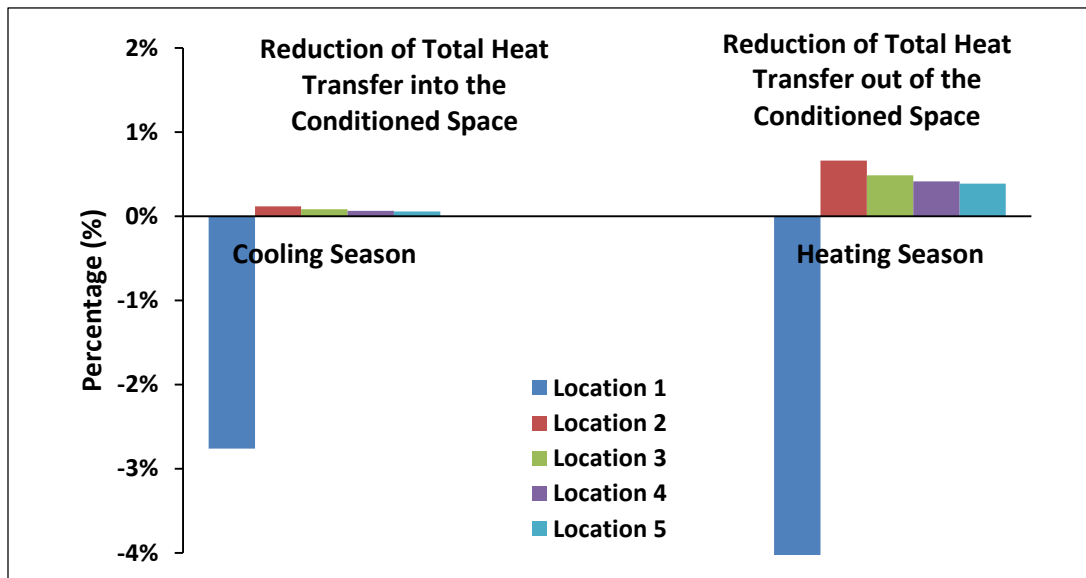 Reduction of Total Heat
Transfer into the
Conditioned Space
Reduction of Total Heat
Transfer out of the
Conditioned Space
Percentage (%)
2%
1%
0%
-1%
-2%
-3%
-4%
Cooling Season
Heating Season
Location 1
Location 2
Location 3
Location 4
Location 5